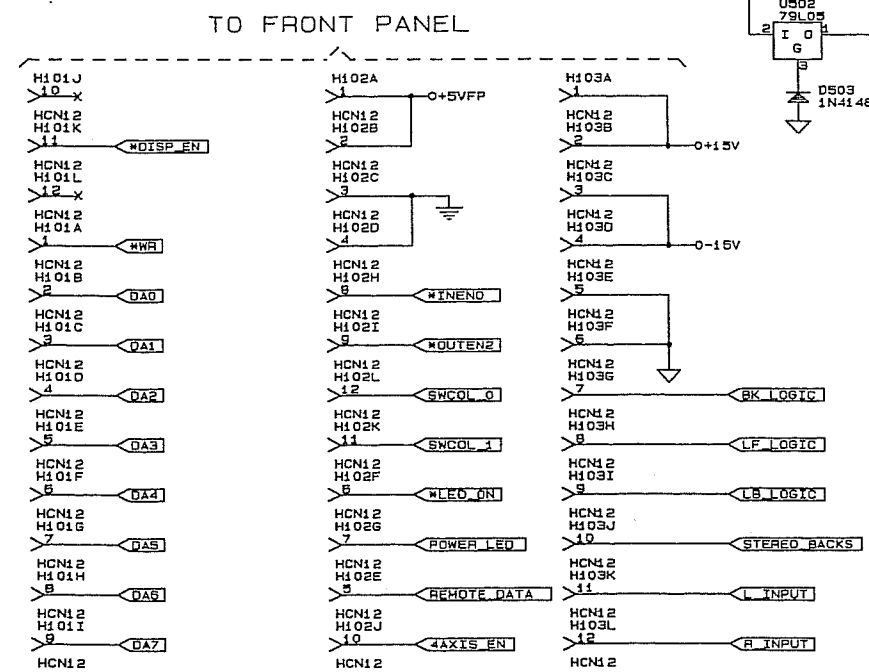 TO FRONT PANEL
U502
79L05
2 I O 1
G
3
D503
1N4148
H101J
10
HCN12
H101K
11 *DISP_EN
HCN12
H101L
12
HCN12
H101A
1 *WR
HCN12
H101B
2 DA0
HCN12
H101C
3 DA1
HCN12
H101D
4 DA2
HCN12
H101E
5 DA3
HCN12
H101F
6 DA4
HCN12
H101G
7 DA5
HCN12
H101H
8 DA6
HCN12
H101I
9 DA7
HCN12
H102A
1 +5VFP
HCN12
H102B
2
HCN12
H102C
3
HCN12
H102D
4
HCN12
H102H
8 *INEN0
HCN12
H102I
9 *OUTEN2
HCN12
H102L
12 SWCOL_0
HCN12
H102K
11 SWCOL_1
HCN12
H102F
6 *LED_ON
HCN12
H102G
7 POWER_LED
HCN12
H102E
5 REMOTE_DATA
HCN12
H102J
10 4AXIS_EN
HCN12
H103A
1
HCN12
H103B
2 +15V
HCN12
H103C
3
HCN12
H103D
4 -15V
HCN12
H103E
5
HCN12
H103F
6
HCN12
H103G
7 BK_LOGIC
HCN12
H103H
8 LF_LOGIC
HCN12
H103I
9 LB_LOGIC
HCN12
H103J
10 STEREO_BACKS
HCN12
H103K
11 L_INPUT
HCN12
H103L
12 R_INPUT
HCN12